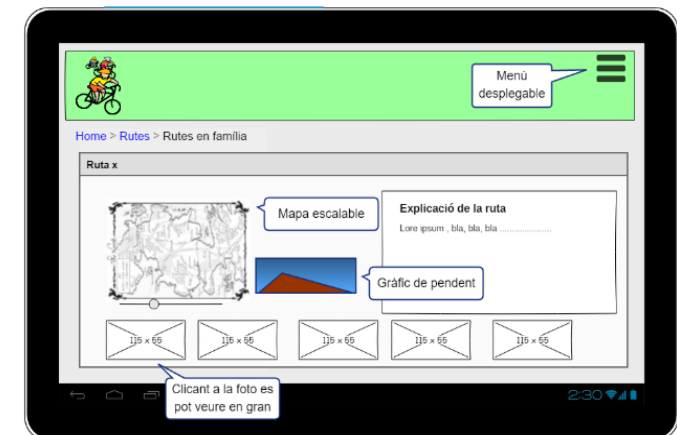 Menú
desplegable
Home > Rutes > Rutes en família
Ruta x
Mapa escalable
Explicació de la ruta
Lore ipsum , bla, bla, bla .....................
Gràfic de pendent
115 x 55
115 x 55
115 x 55
115 x 55
115 x 55
Clicant a la foto es
pot veure en gran
2:30